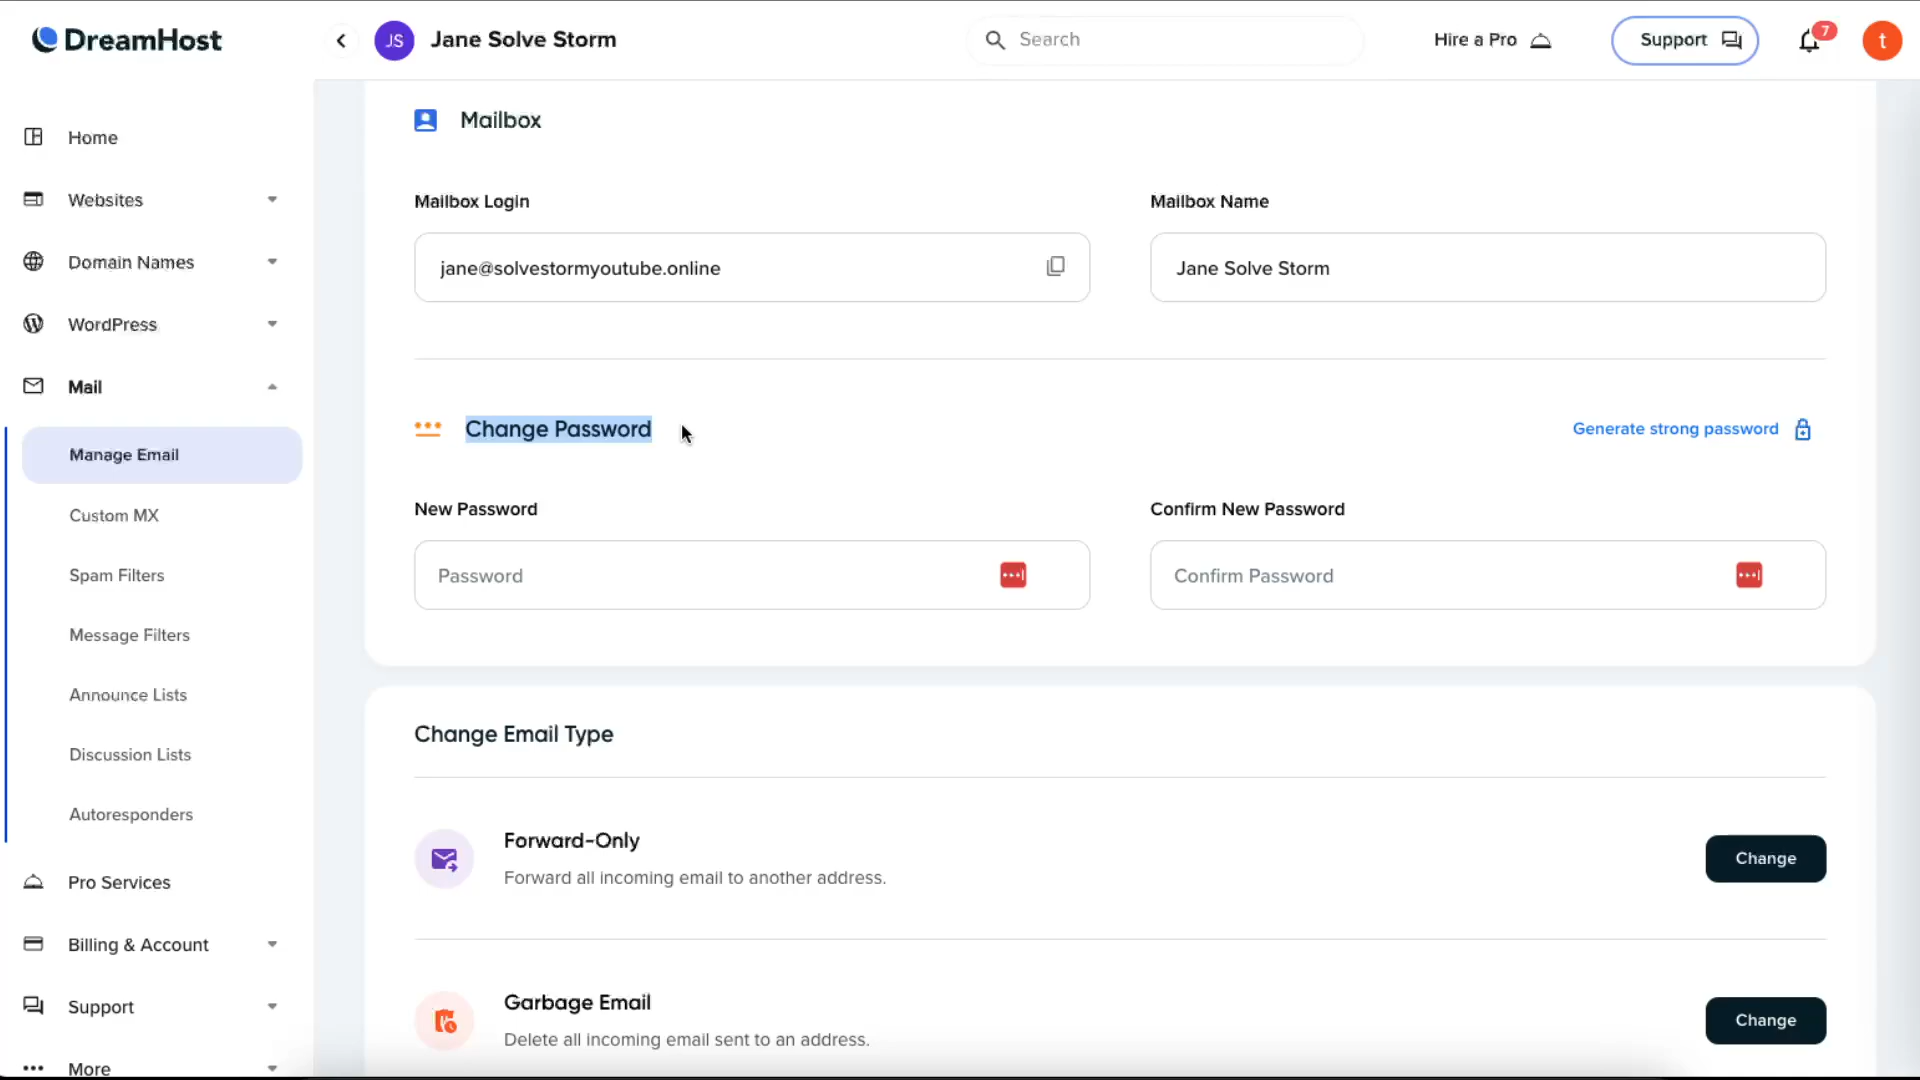 DreamHost
JS
Jane Solve Storm
Search
Hire a Pro
Support
7
t
Home
Websites
Domain Names
WordPress
Mail
Manage Email
Custom MX
Spam Filters
Message Filters
Announce Lists
Discussion Lists
Autoresponders
Pro Services
Billing & Account
Support
More
Mailbox
Mailbox Login
Mailbox Name
jane@solvestormyoutube.online
Jane Solve Storm
Change Password
Generate strong password
New Password
Confirm New Password
Password
Confirm Password
Change Email Type
Forward-Only
Forward all incoming email to another address.
Change
Garbage Email
Delete all incoming email sent to an address.
Change